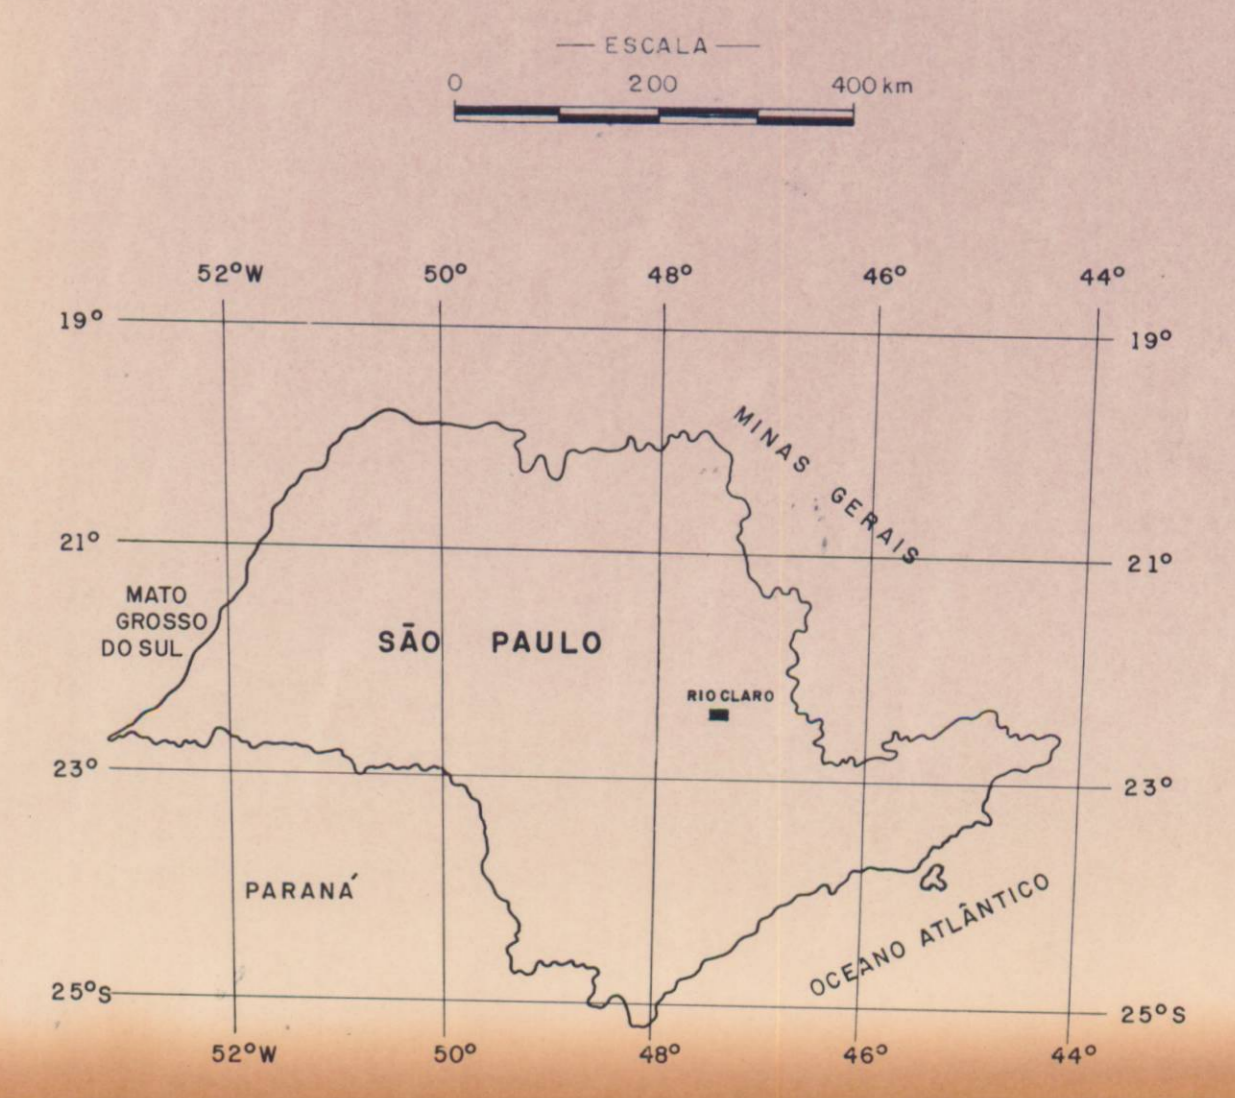 ESCALA
0 200 400 km
52°W 50° 48° 46° 44°
19° 19°
MINAS GERAIS
21° 21°
MATO
GROSSO
DO SUL
SÃO PAULO
RIO CLARO
23° 23°
PARANÁ
OCEANO ATLÂNTICO
25°S 25°S
52°W 50° 48° 46° 44°